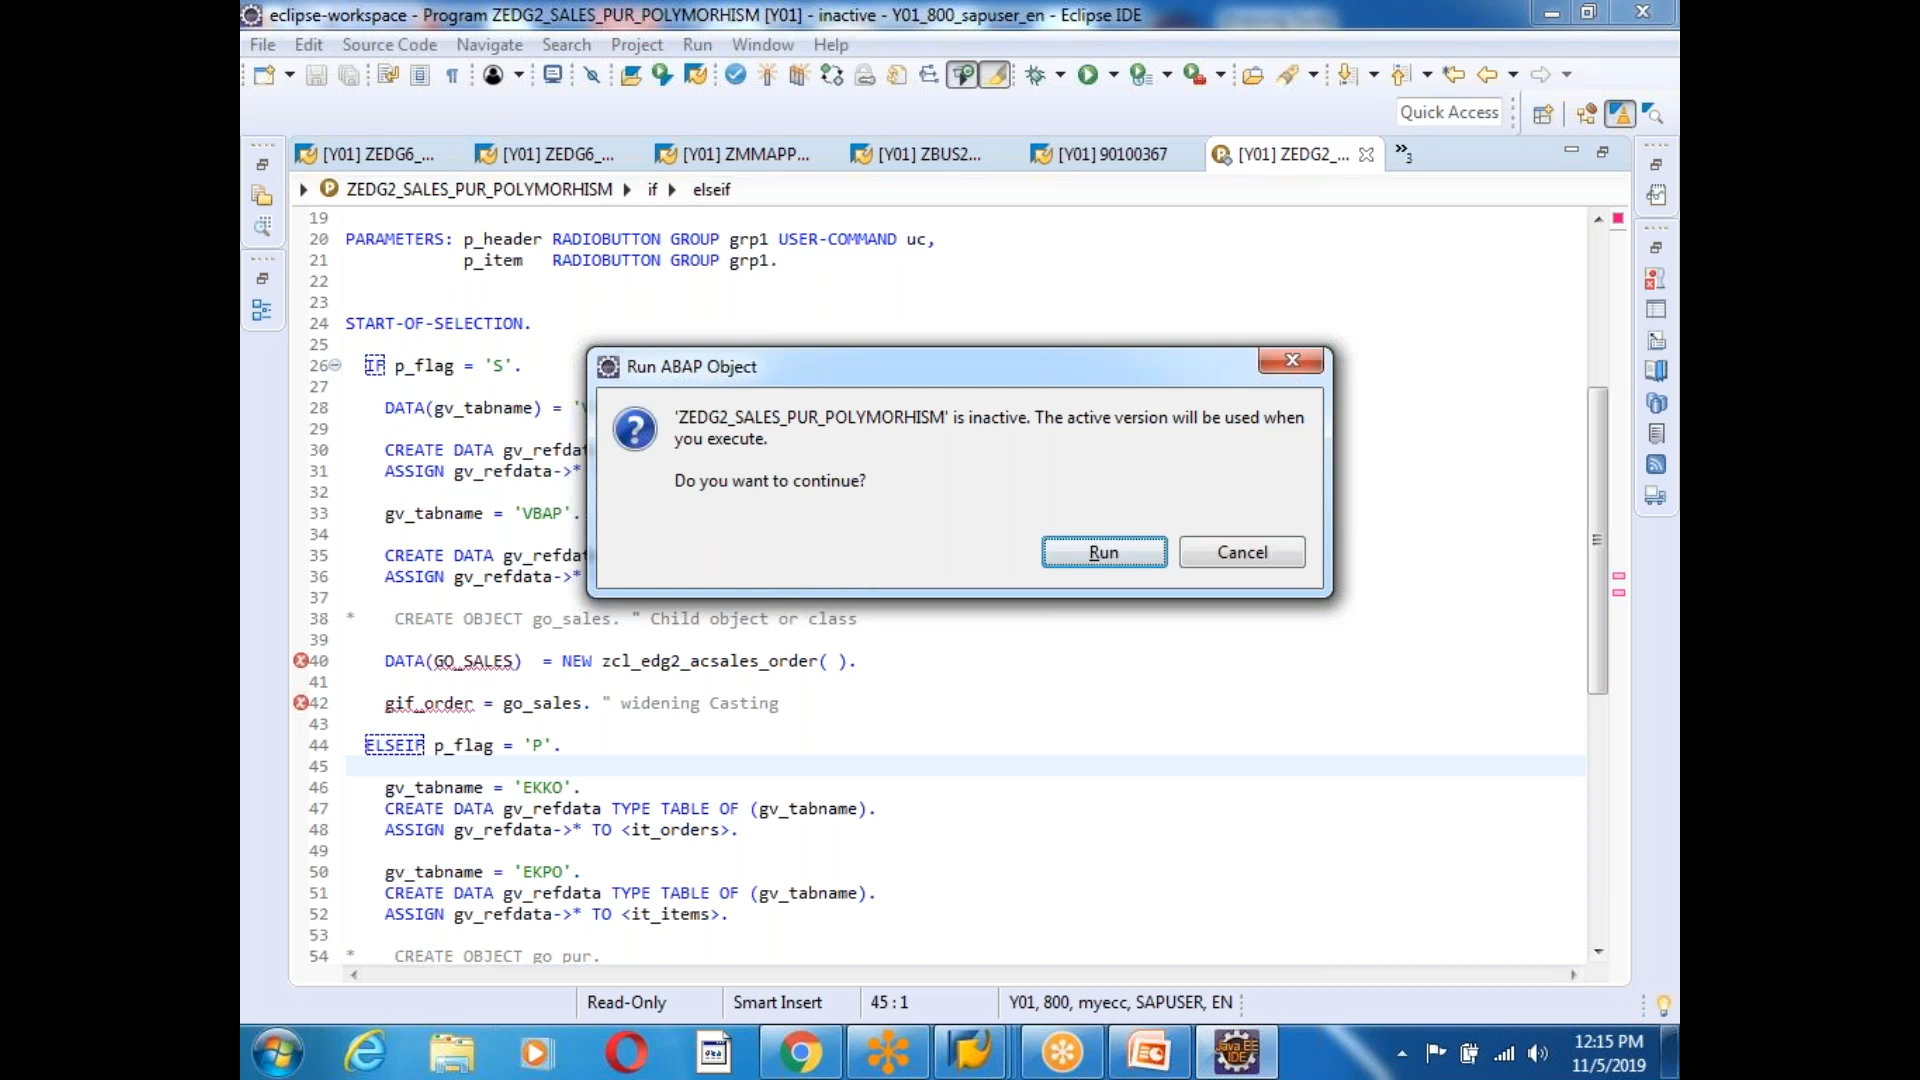 eclipse-workspace - Program ZEDG2_SALES_PUR_POLYMORHISM [Y01] - inactive - Y01_800_sapuser_en - Eclipse IDE
File Edit Source Code Navigate Search Project Run Window Help
Quick Access
[Y01] ZEDG6_... [Y01] ZEDG6_... [Y01] ZMMAPP... [Y01] ZBUS2... [Y01] 90100367 [Y01] ZEDG2_... 3
ZEDG2_SALES_PUR_POLYMORHISM if elseif
19
20 PARAMETERS: p_header RADIOBUTTON GROUP grp1 USER-COMMAND uc,
21 p_item RADIOBUTTON GROUP grp1.
22
23
24 START-OF-SELECTION.
25
26 IF p_flag = 'S'.
27
28 DATA(gv_tabname) = '
29
30 CREATE DATA gv_refdat
31 ASSIGN gv_refdata->*
32
33 gv_tabname = 'VBAP'.
34
35 CREATE DATA gv_refdat
36 ASSIGN gv_refdata->*
37
38 * CREATE OBJECT go_sales. " Child object or class
39
40 DATA(GO_SALES) = NEW zcl_edg2_acsales_order( ).
41
42 gif_order = go_sales. " widening Casting
43
44 ELSEIF p_flag = 'P'.
45
46 gv_tabname = 'EKKO'.
47 CREATE DATA gv_refdata TYPE TABLE OF (gv_tabname).
48 ASSIGN gv_refdata->* TO <it_orders>.
49
50 gv_tabname = 'EKPO'.
51 CREATE DATA gv_refdata TYPE TABLE OF (gv_tabname).
52 ASSIGN gv_refdata->* TO <it_items>.
53
54 * CREATE OBJECT go_pur.
Run ABAP Object
'ZEDG2_SALES_PUR_POLYMORHISM' is inactive. The active version will be used when
you execute.
Do you want to continue?
Run Cancel
Read-Only Smart Insert 45 : 1 Y01, 800, myecc, SAPUSER, EN
Java EE
IDE
12:15 PM
11/5/2019